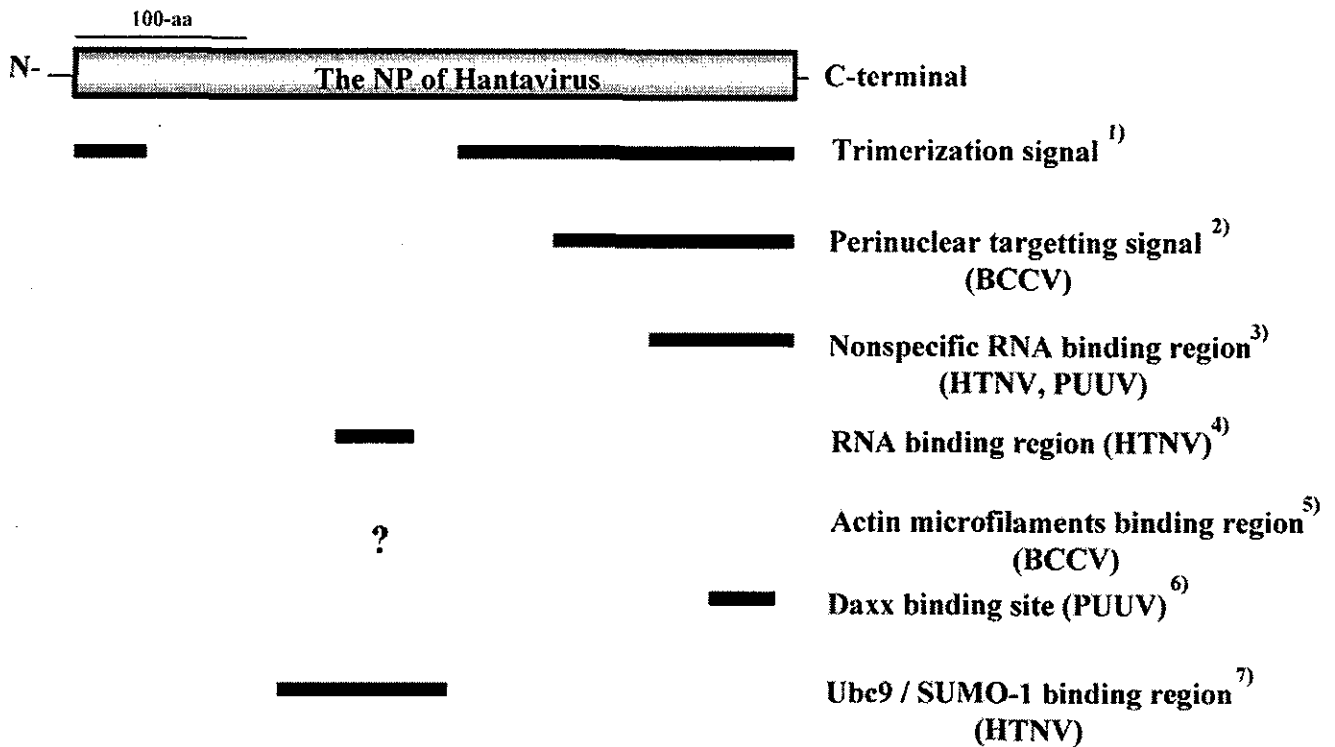 100-aa
N-
The NP of Hantavirus
C-terminal
Trimerization signal 1)
Perinuclear targetting signal 2)
(BCCV)
Nonspecific RNA binding region 3)
(HTNV, PUUV)
RNA binding region (HTNV) 4)
?
Actin microfilaments binding region 5)
(BCCV)
Daxx binding site (PUUV) 6)
Ubc9 / SUMO-1 binding region 7)
(HTNV)